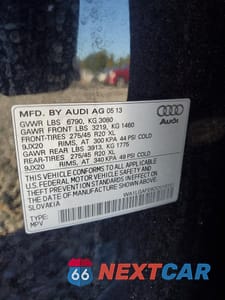 MFD. BY AUDI AG 05 13
GVWR LBS 6790, KG 3080
GAWR FRONT LBS 3219, KG 1460
FRONT-TIRES 275/45 R20 XL
9JX20 RIMS, AT 300 KPA 44 PSI COLD
GAWR REAR LBS 3913, KG 1775
REAR-TIRES 275/45 R20 XL
9JX20 RIMS, AT 340 KPA 49 PSI COLD
Audi
THIS VEHICLE CONFORMS TO ALL APPLICABLE
U.S. FEDERAL MOTOR VEHICLE SAFETY AND
THEFT PREVENTION STANDARDS IN EFFECT ON
THE DATE OF MANUFACTURE SHOWN ABOVE.
SLOVAKIA
TYPE:
MPV
66 NEXTCAR